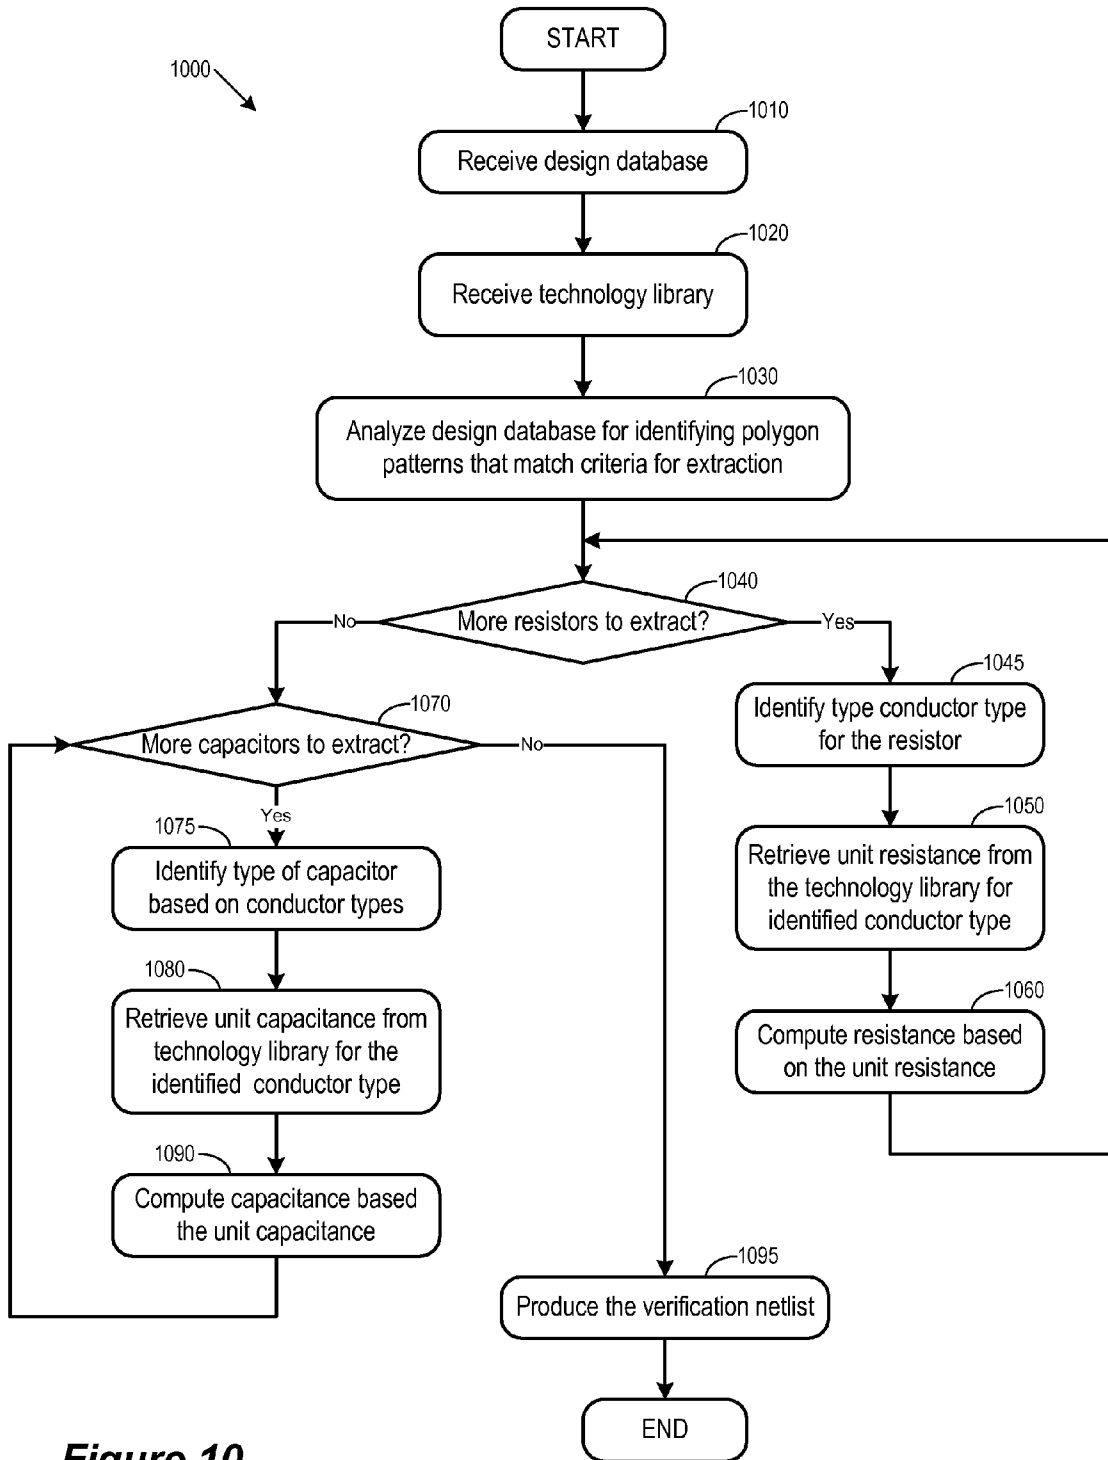 START
1000
1010
Receive design database
1020
Receive technology library
1030
Analyze design database for identifying polygon
patterns that match criteria for extraction
1040
More resistors to extract?
No
Yes
1045
Identify type conductor type
for the resistor
1050
Retrieve unit resistance from
the technology library for
identified conductor type
1060
Compute resistance based
on the unit resistance
1070
More capacitors to extract?
No
Yes
1075
Identify type of capacitor
based on conductor types
1080
Retrieve unit capacitance from
technology library for the
identified conductor type
1090
Compute capacitance based
the unit capacitance
1095
Produce the verification netlist
END
Figure 10